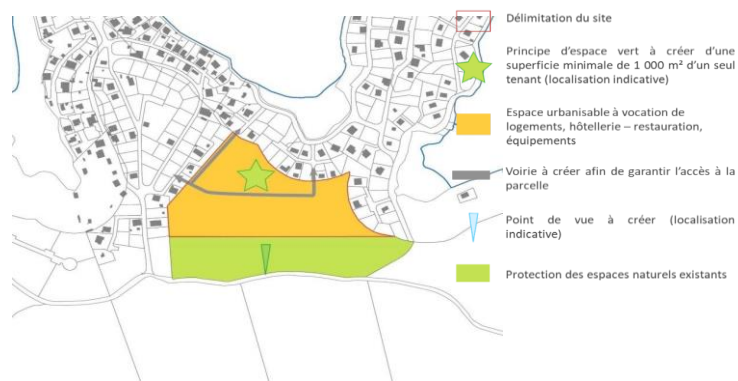 Délimitation du site
Principe d'espace vert à créer d'une
superficie minimale de 1 000 m² d'un seul
tenant (localisation indicative)
Espace urbanisable à vocation de
logements, hôtellerie – restauration,
équipements
Voirie à créer afin de garantir l'accès à la
parcelle
Point de vue à créer (localisation
indicative)
Protection des espaces naturels existants